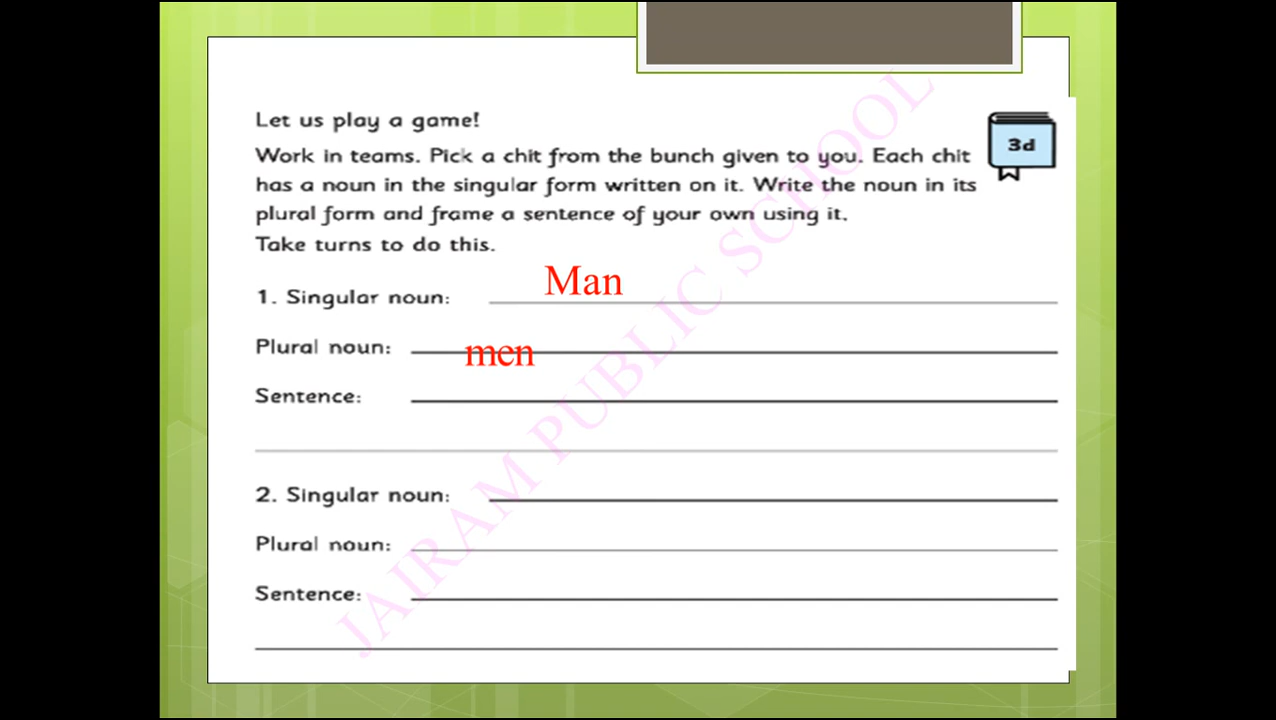 Let us play a game!
Work in teams. Pick a chit from the bunch given to you. Each chit
has a noun in the singular form written on it. Write the noun in its
plural form and frame a sentence of your own using it.
Take turns to do this.
3d
1. Singular noun: Man
Plural noun: men
Sentence:
2. Singular noun:
Plural noun:
Sentence:
JAIRAM PUBLIC SCHOOL